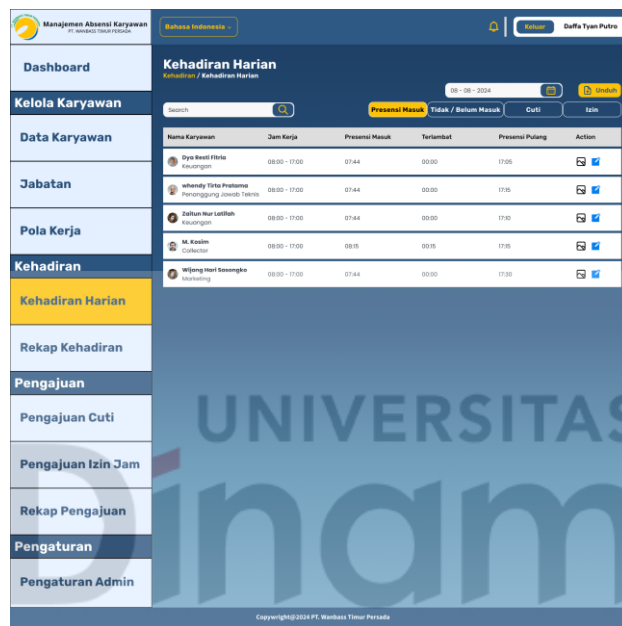 Manajemen Absensi Karyawan
PT. WANBASS TIMUR PERSADA
Bahasa Indonesia
Keluar
Daffa Tyan Putro
Dashboard
Kelola Karyawan
Data Karyawan
Jabatan
Pola Kerja
Kehadiran
Kehadiran Harian
Rekap Kehadiran
Pengajuan
Pengajuan Cuti
Pengajuan Izin Jam
Rekap Pengajuan
Pengaturan
Pengaturan Admin
Kehadiran Harian
Kehadiran / Kehadiran Harian
08 - 08 - 2024
Unduh
Search
Presensi Masuk Tidak / Belum Masuk Cuti Izin
Nama Karyawan Jam Kerja Presensi Masuk Terlambat Presensi Pulang Action
Dya Resti Fitria
Keuangan
08:00 - 17:00 07:44 00:00 17:05
whendy Tirta Pratama
Penanggung Jawab Teknis
08:00 - 17:00 07:44 00:00 17:15
Zaitun Nur Latifah
Keuangan
08:00 - 17:00 07:44 00:00 17:10
M. Kosim
Collector
08:00 - 17:00 08:15 00:15 17:15
Wijang Hari Sasongko
Marketing
08:00 - 17:00 07:44 00:00 17:30
UNIVERSITAS
Dinam
Copywright@2024 PT. Wanbass Timur Persada